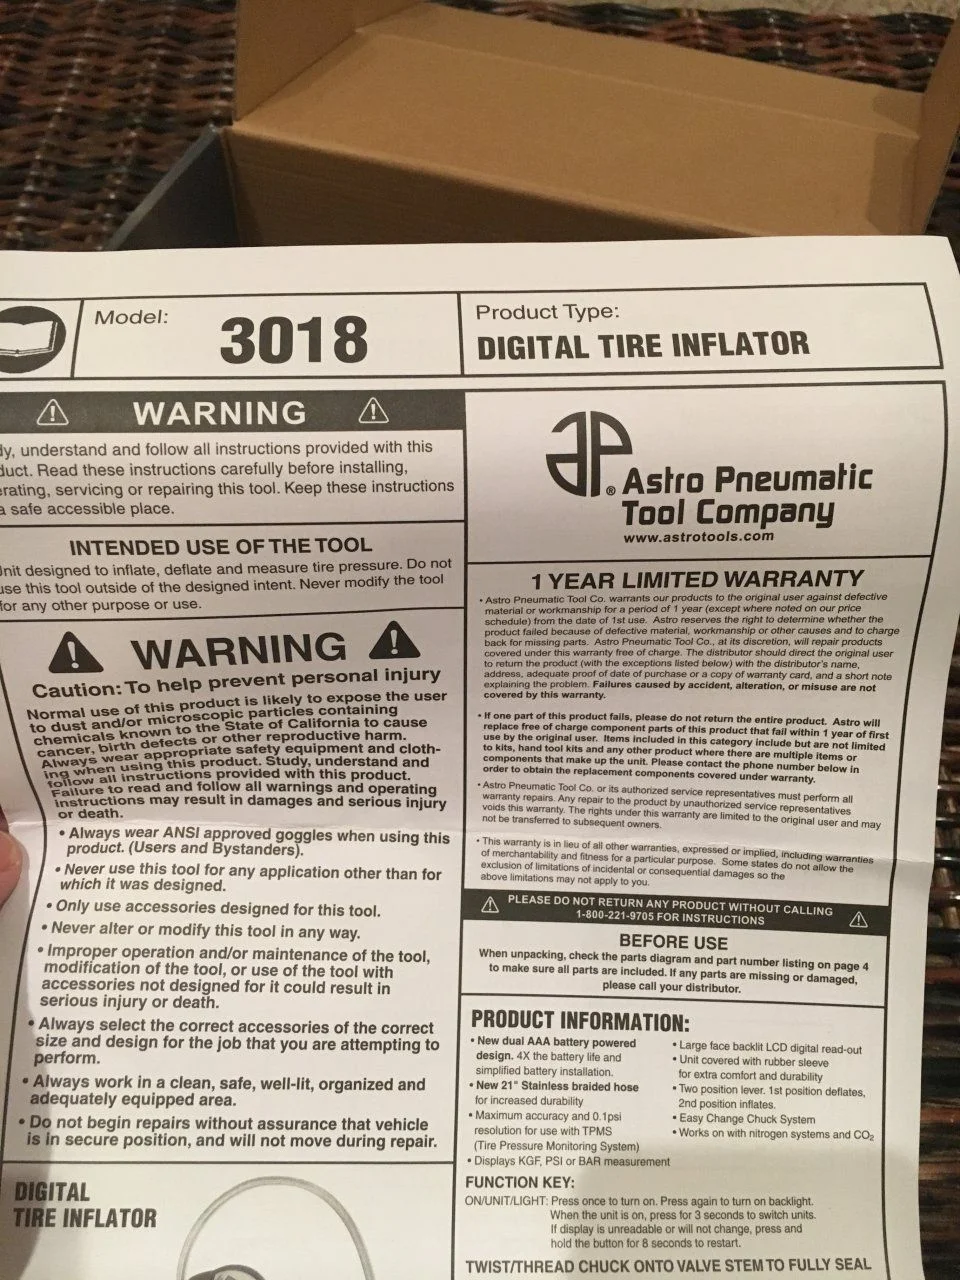 Model:
3018
Product Type:
DIGITAL TIRE INFLATOR
WARNING
understand and follow all instructions provided with this
Read these instructions carefully before installing,
servicing or repairing this tool. Keep these instructions
a safe accessible place.
INTENDED USE OF THE TOOL
Unit designed to inflate, deflate and measure tire pressure. Do not
use this tool outside of the designed intent. Never modify the tool
for any other purpose or use.
WARNING
Caution: To help prevent personal injury
Normal use of this product is likely to expose the user
to dust and/or microscopic particles containing
chemicals known to the State of California to cause
cancer, birth defects or other reproductive harm.
Always wear appropriate safety equipment and cloth-
ing when using this product. Study, understand and
follow all instructions provided with this product.
Failure to read and follow all warnings and operating
instructions may result in damages and serious injury
or death.
• Always wear ANSI approved goggles when using this
product. (Users and Bystanders).
• Never use this tool for any application other than for
which it was designed.
• Only use accessories designed for this tool.
• Never alter or modify this tool in any way.
• Improper operation and/or maintenance of the tool,
modification of the tool, or use of the tool with
accessories not designed for it could result in
serious injury or death.
• Always select the correct accessories of the correct
size and design for the job that you are attempting to
perform.
• Always work in a clean, safe, well-lit, organized and
adequately equipped area.
• Do not begin repairs without assurance that vehicle
is in secure position, and will not move during repair.
DIGITAL
TIRE INFLATOR
AP® Astro Pneumatic
Tool Company
www.astrotools.com
1 YEAR LIMITED WARRANTY
• Astro Pneumatic Tool Co. warrants our products to the original user against defective
material or workmanship for a period of 1 year (except where noted on our price
schedule) from the date of 1st use. Astro reserves the right to determine whether the
product failed because of defective material, workmanship or other causes and to charge
back for missing parts. Astro Pneumatic Tool Co., at its discretion, will repair products
covered under this warranty free of charge. The distributor should direct the original user
to return the product (with the exceptions listed below) with the distributor's name,
address, adequate proof of date of purchase or a copy of warranty card, and a short note
explaining the problem. Failures caused by accident, alteration, or misuse are not
covered by this warranty.
• If one part of this product fails, please do not return the entire product. Astro will
replace free of charge component parts of this product that fail within 1 year of first
use by the original user. Items included in this category include but are not limited
to kits, hand tool kits and any other product where there are multiple items or
components that make up the unit. Please contact the phone number below in
order to obtain the replacement components covered under warranty.
• Astro Pneumatic Tool Co. or its authorized service representatives must perform all
warranty repairs. Any repair to the product by unauthorized service representatives
voids this warranty. The rights under this warranty are limited to the original user and may
not be transferred to subsequent owners.
• This warranty is in lieu of all other warranties, expressed or implied, including warranties
of merchantability and fitness for a particular purpose. Some states do not allow the
exclusion of limitations of incidental or consequential damages so the
above limitations may not apply to you.
PLEASE DO NOT RETURN ANY PRODUCT WITHOUT CALLING
1-800-221-9705 FOR INSTRUCTIONS
BEFORE USE
When unpacking, check the parts diagram and part number listing on page 4
to make sure all parts are included. If any parts are missing or damaged,
please call your distributor.
PRODUCT INFORMATION:
• New dual AAA battery powered
design. 4X the battery life and
simplified battery installation.
• New 21" Stainless braided hose
for increased durability
• Maximum accuracy and 0.1psi
resolution for use with TPMS
(Tire Pressure Monitoring System)
• Displays KGF, PSI or BAR measurement
• Large face backlit LCD digital read-out
• Unit covered with rubber sleeve
for extra comfort and durability
• Two position lever. 1st position deflates,
2nd position inflates.
• Easy Change Chuck System
• Works on with nitrogen systems and CO₂
FUNCTION KEY:
ON/UNIT/LIGHT: Press once to turn on. Press again to turn on backlight.
When the unit is on, press for 3 seconds to switch units.
If display is unreadable or will not change, press and
hold the button for 8 seconds to restart.
TWIST/THREAD CHUCK ONTO VALVE STEM TO FULLY SEAL